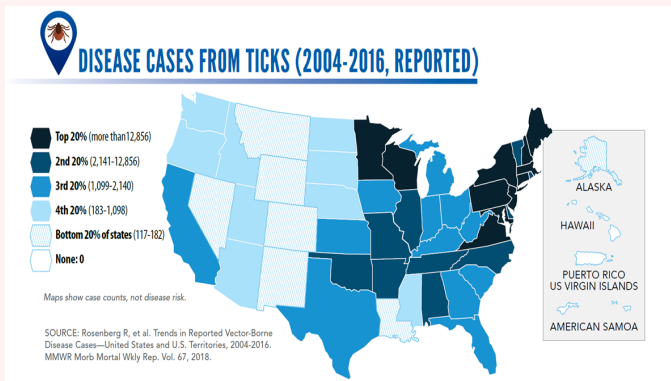 DISEASE CASES FROM TICKS (2004-2016, REPORTED)
Top 20% (more than12,856)
2nd 20% (2,141-12,856)
3rd 20% (1,099-2,140)
4th 20% (183-1,098)
Bottom 20% of states (117-182)
None: 0
Maps show case counts, not disease risk.
SOURCE: Rosenberg R, et al. Trends in Reported Vector-Borne
Disease Cases—United States and U.S. Territories, 2004-2016.
MMWR Morb Mortal Wkly Rep. Vol. 67, 2018.
ALASKA
HAWAII
PUERTO RICO
US VIRGIN ISLANDS
AMERICAN SAMOA